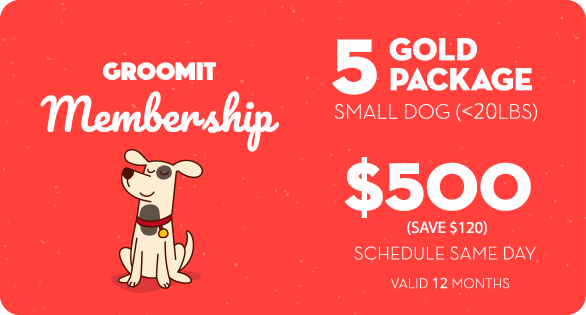 GROOMIT
Membership
5 GOLD
PACKAGE
SMALL DOG (<20LBS)
$500
(SAVE $120)
SCHEDULE SAME DAY
VALID 12 MONTHS